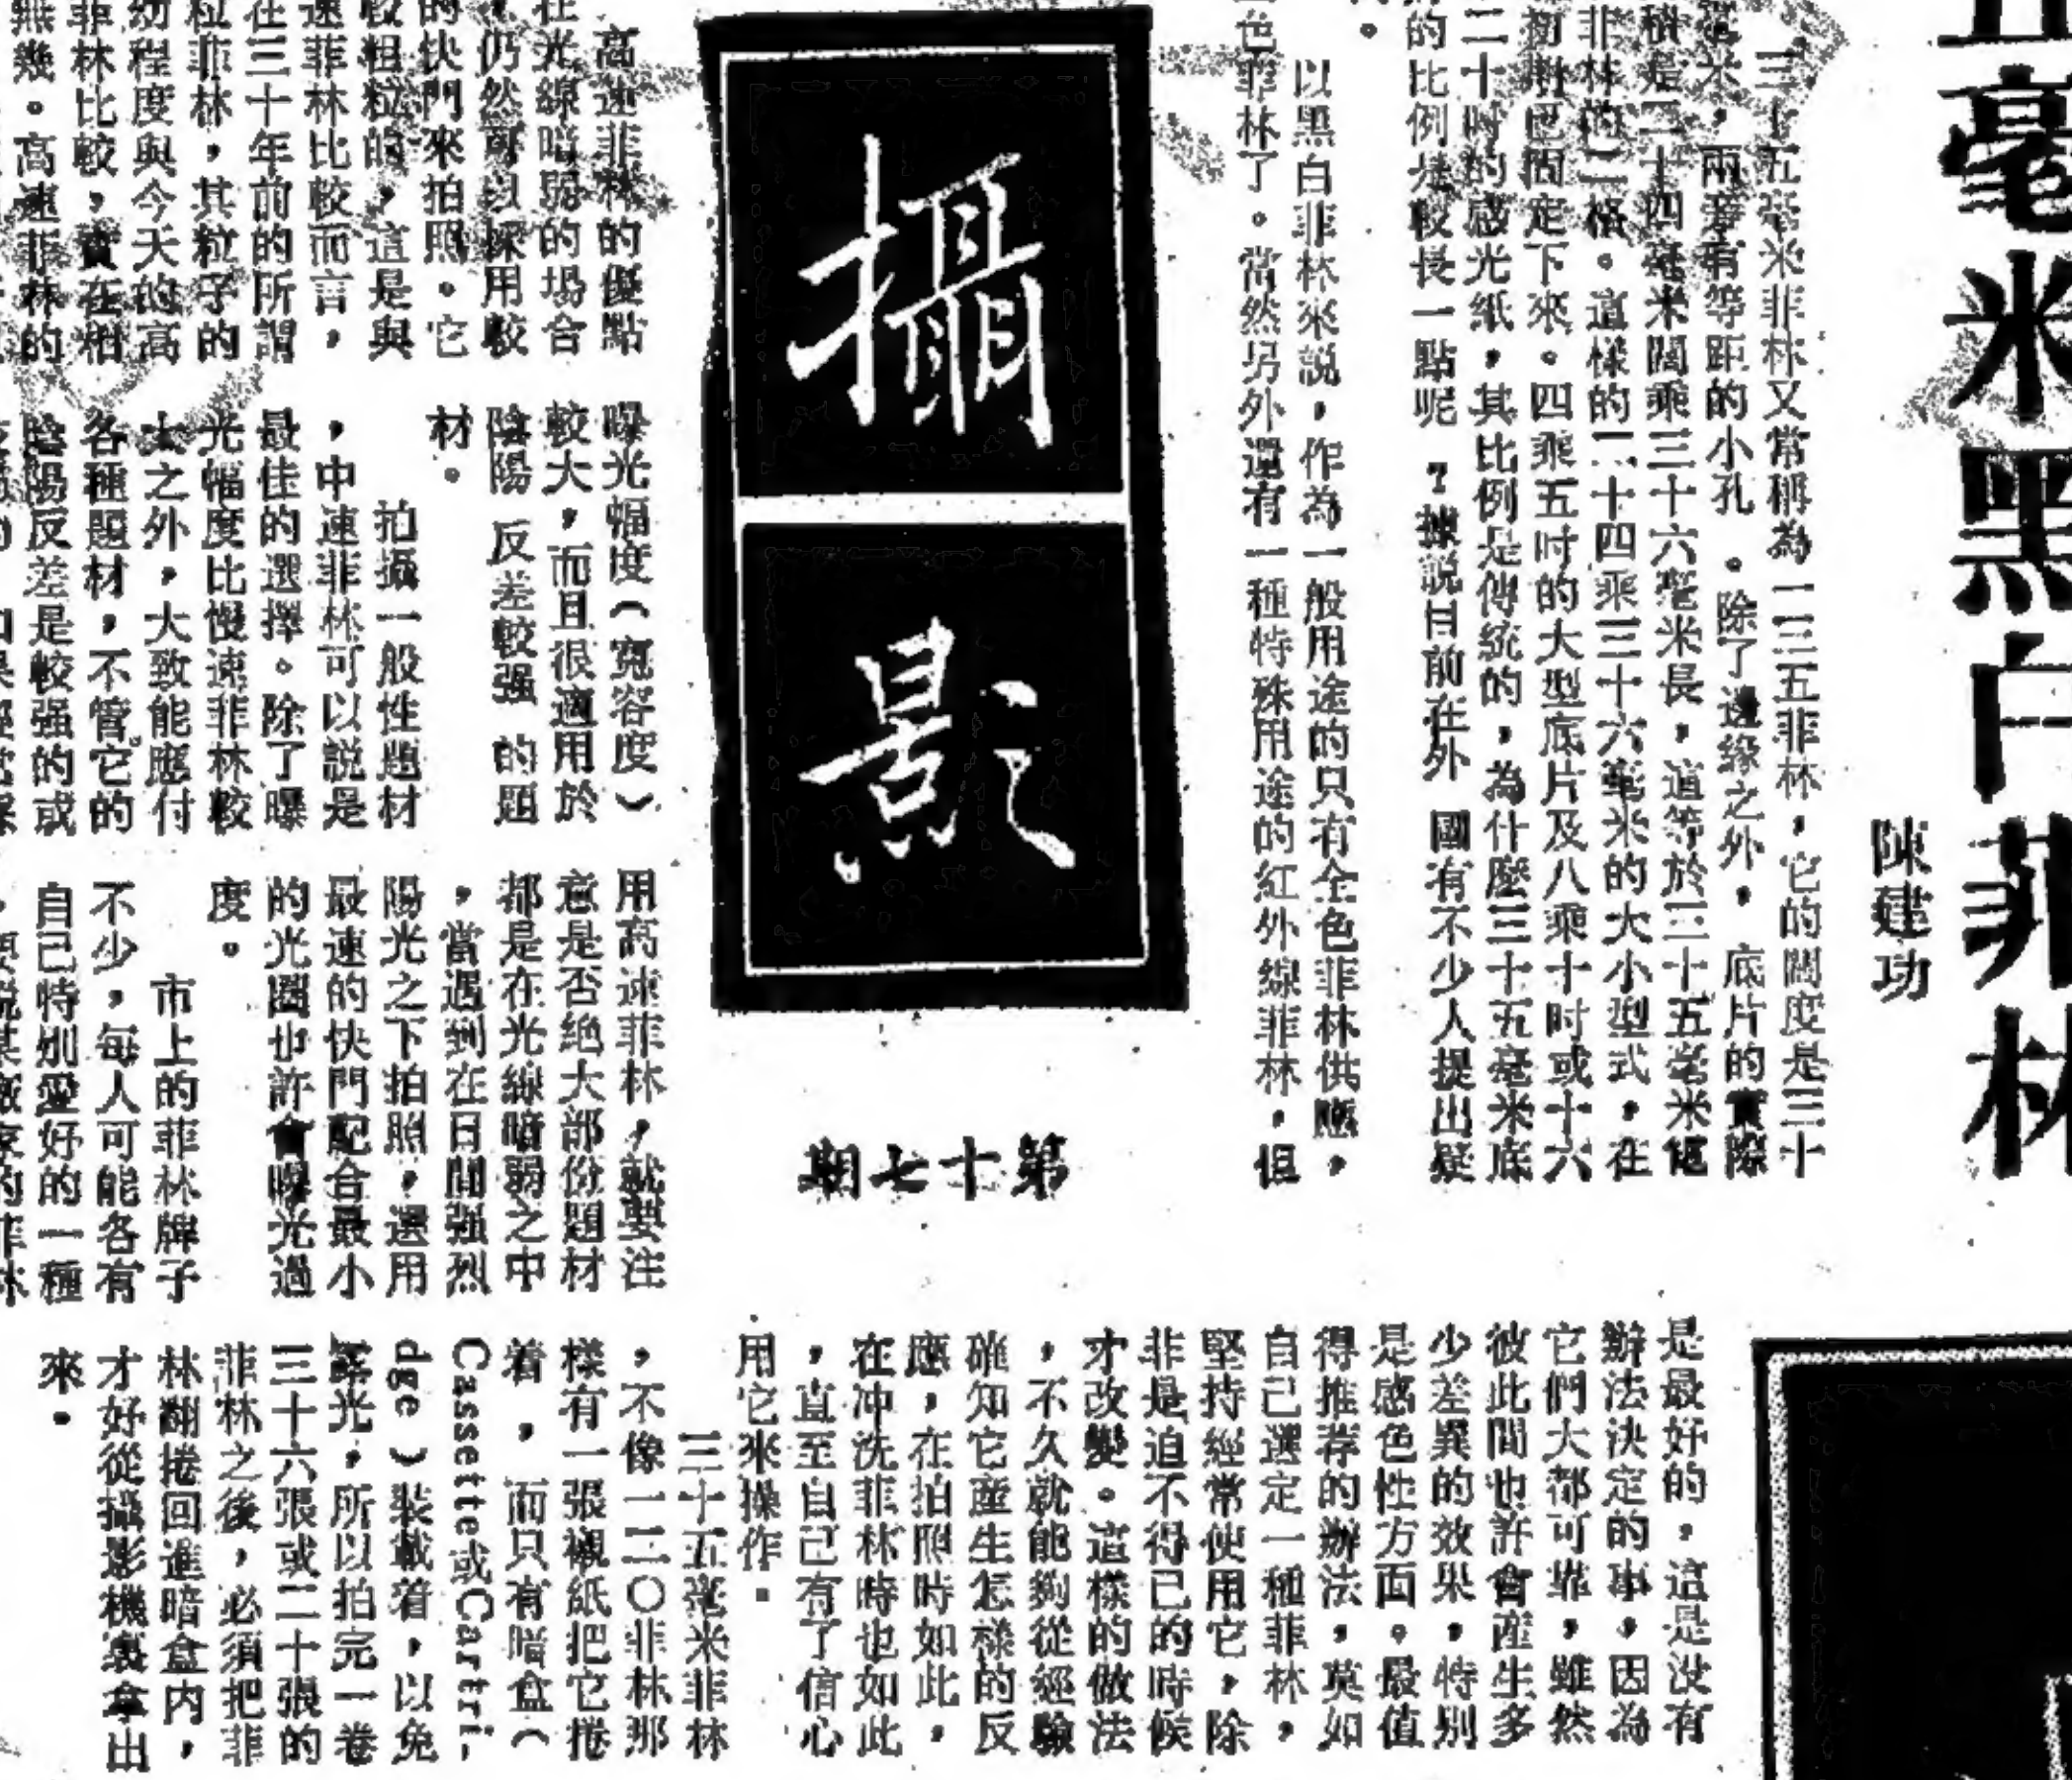 五毫米黑白菲林
陳建功
三十五毫米菲林又常稱為一三五菲林，它的闊度是三十
毫米，兩邊有等距的小孔。除了邊緣之外，底片的實際
積是二十四毫米闊乘三十六毫米長，這等於三十五毫米電
非林的二格。這樣的二十四乘三十六毫米的大小型式，在
初期已固定下來。四乘五吋的大型底片及八乘十吋或十六
二十吋的感光紙，其比例是傳統的，為什麼三十五毫米底
的比例是較長一點呢？據說目前在外國有不少人提出疑
。
以黑白菲林來說，作為一般用途的只有全色菲林供應，
色菲林了。當然另外還有一種特殊用途的紅外線菲林，但
攝
影
第十七期
高速菲林的優點
在光線暗弱的場合
，仍然可以採用較
的快門來拍照。它
較粗粒的，這是與
速菲林比較而言，
在三十年前的所謂
粒菲林，其粒子的
幼程度與今天的高
菲林比較，實在相
無幾。高速菲林的
曝光幅度（寬容度）
較大，而且很適用於
陰陽反差較强的題
材。
拍攝一般性題材
，中速菲林可以說是
最佳的選擇。除了曝
光幅度比慢速菲林較
大之外，大致能應付
各種題材，不管它的
陰陽反差是較强的或
用高速菲林，就要注
意是否絕大部份題材
都是在光線暗弱之中
，當遇到在日間强烈
陽光之下拍照，選用
最速的快門配合最小
的光圈也許會曝光過
度。
市上的菲林牌子
不少，每人可能各有
自己特別愛好的一種
，要說某廠家的菲林
是最好的，這是没有
辦法決定的事，因為
它們大都可靠，雖然
彼此間也許會產生多
少差異的效果，特別
是感色性方面。最值
得推荐的辦法，莫如
自己選定一種菲林，
堅持經常使用它，除
非是迫不得已的時候
才改變。這樣的做法
，不久就能夠從經驗
確知它產生怎樣的反
應，在拍照時如此，
在冲洗菲林時也如此
，直至自己有了信心
用它來操作。
三十五毫米菲林
，不像一二〇菲林那
樣有一張襯紙把它捲
着，而只有暗盒（
Cassette或Cartri-
dge）裝載着，以免
露光，所以拍完一卷
三十六張或二十張的
菲林之後，必須把菲
林翻捲回進暗盒内，
才好從攝影機裏拿出
來。